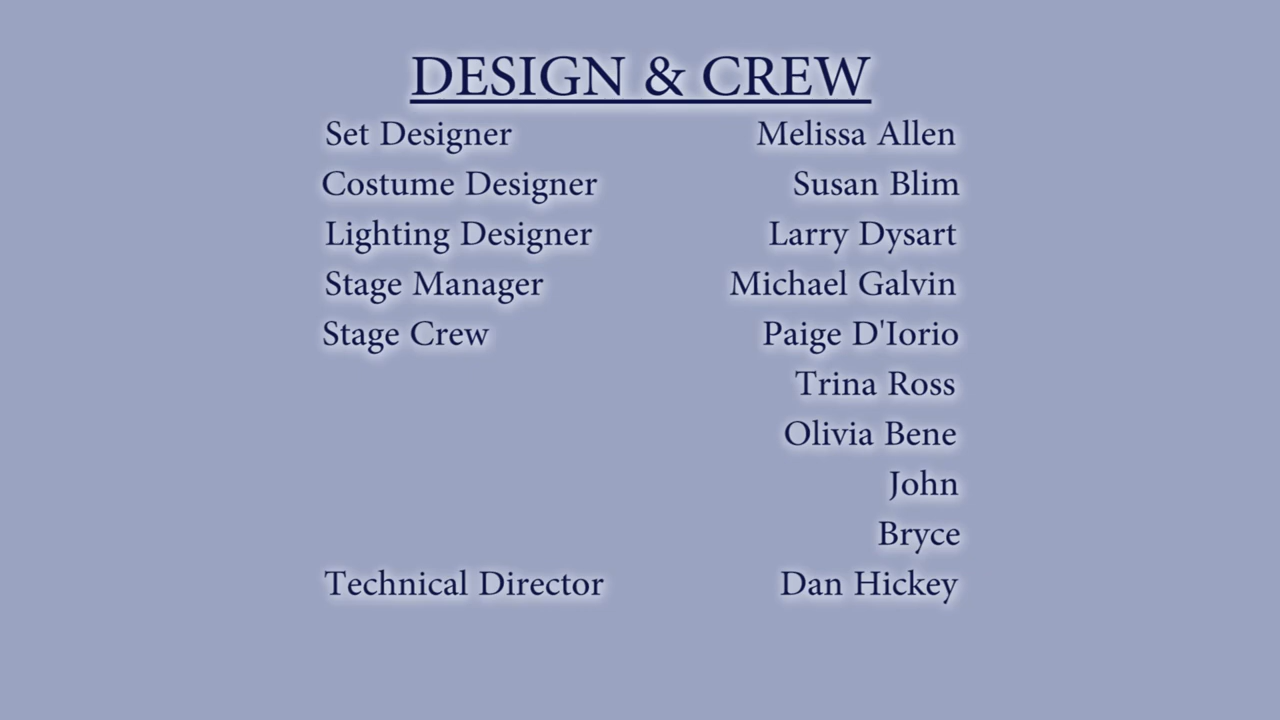 DESIGN & CREW
Set Designer Melissa Allen
Costume Designer Susan Blim
Lighting Designer Larry Dysart
Stage Manager Michael Galvin
Stage Crew Paige D'Iorio
Trina Ross
Olivia Bene
John
Bryce
Technical Director Dan Hickey